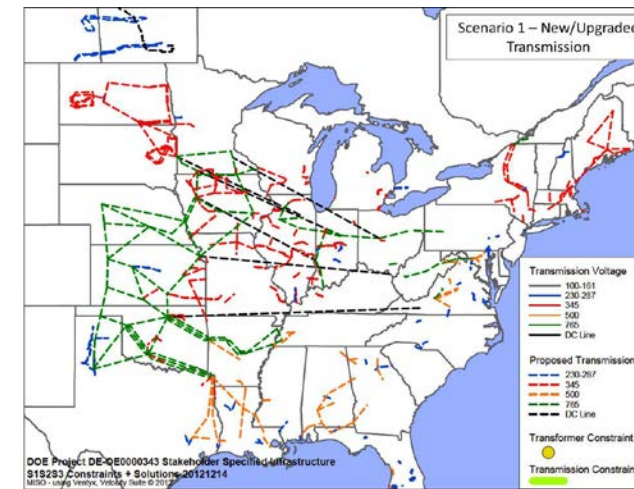 Scenario 1 – New/Upgraded
Transmission
Transmission Voltage
100-161
230-287
345
500
765
DC Line
Proposed Transmission
230-287
345
500
765
DC Line
Transformer Constraint
Transmission Constrain
DOE Project DE-OE0000343 Stakeholder Specified Infrastructure
S1S2S3 Constraints + Solutions 20121214
MISO - using Ventyx, Velocity Suite © 201